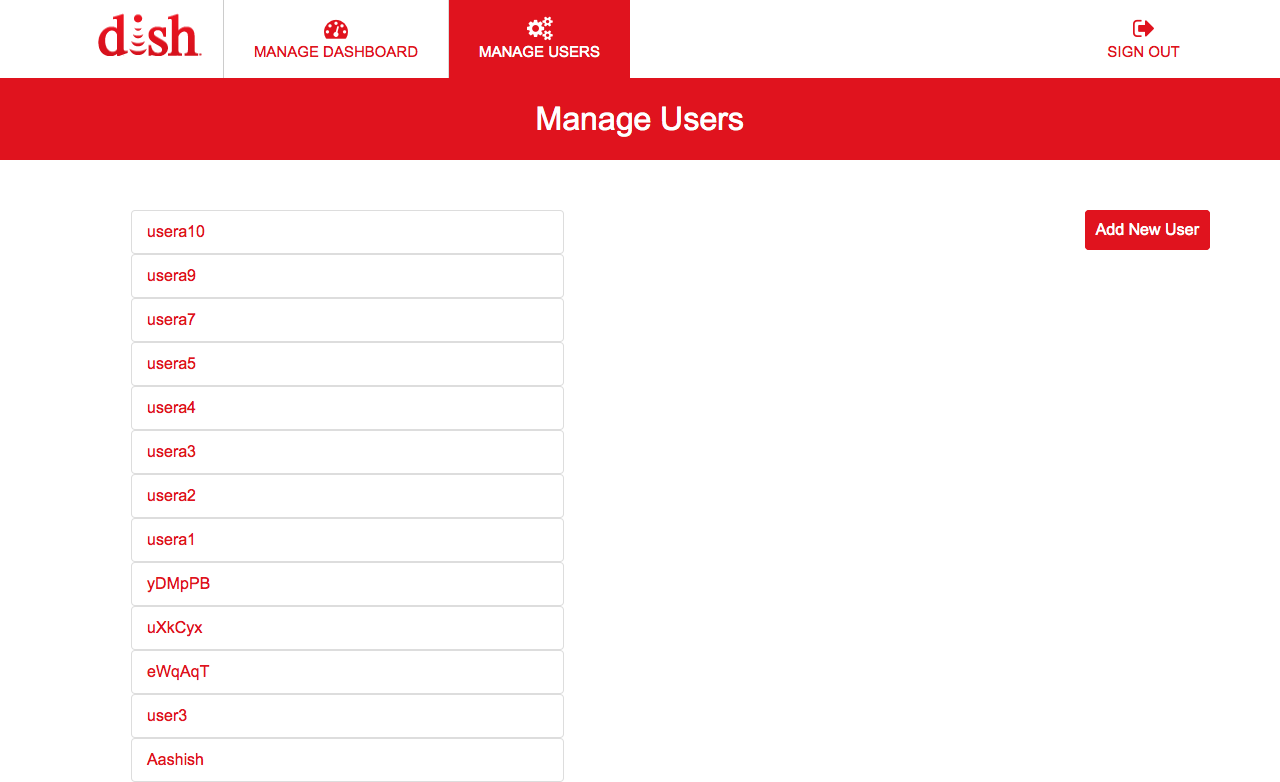 dish
MANAGE DASHBOARD
MANAGE USERS
SIGN OUT
Manage Users
usera10
Add New User
usera9
usera7
usera5
usera4
usera3
usera2
usera1
yDMpPB
uXkCyx
eWqAqT
user3
Aashish